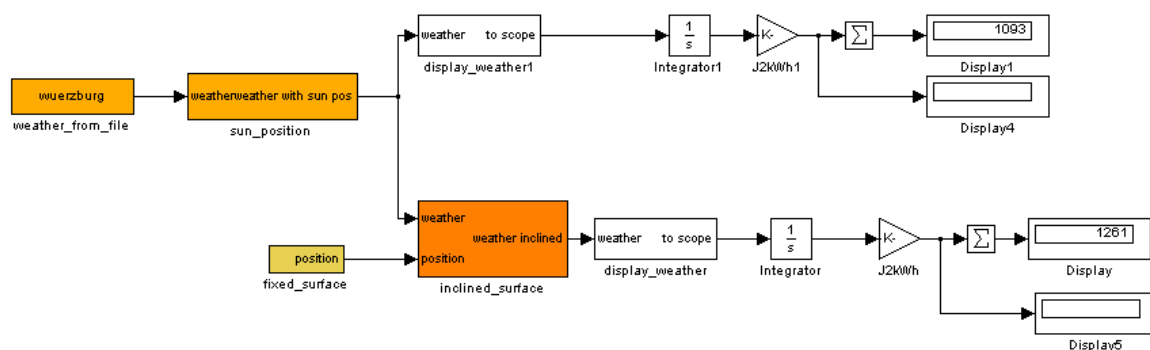 weather
to scope
1
s
K-
Σ
1093
display_weather1
Integrator1
J2kWh1
Display1
wuerzburg
weatherweather with sun pos
weather_from_file
sun_position
Display4
weather
weather inclined
position
position
fixed_surface
inclined_surface
weather
to scope
1
s
K-
Σ
1261
display_weather
Integrator
J2kWh
Display
Display5